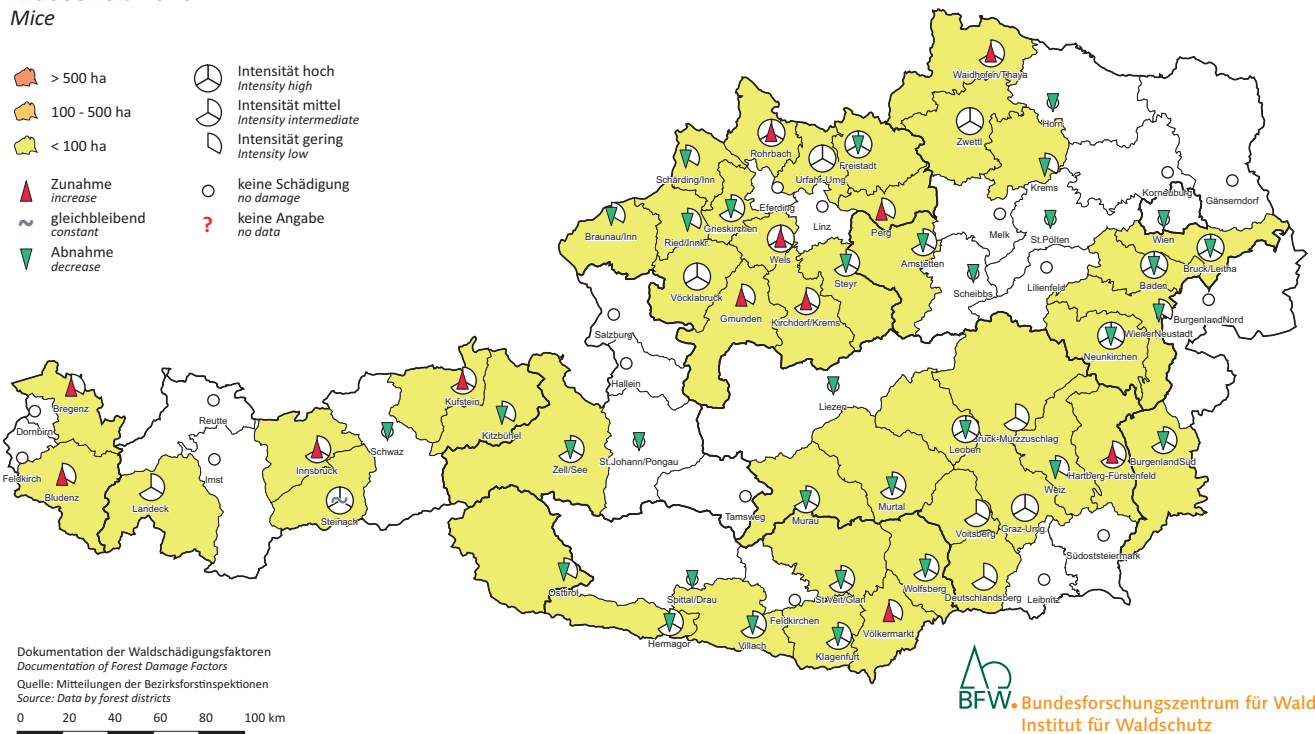 Mice
> 500 ha
100 - 500 ha
< 100 ha
Zunahme
increase
~ gleichbleibend
constant
Abnahme
decrease
Intensität hoch
Intensity high
Intensität mittel
Intensity intermediate
Intensität gering
Intensity low
keine Schädigung
no damage
? keine Angabe
no data
Waidhofen/Thaya
Horn
Zwettl
Rohrbach
Urfahr-Umg.
Freistadt
Schärding/Inn
Krems
Korneuburg
Gänserndorf
Eferding
Linz
Perg
Grieskirchen
Braunau/Inn
Ried/Innkr.
Wels
Melk
St.Pölten
Wien
Amstetten
Bruck/Leitha
Steyr
Baden
Scheibbs
Lilienfeld
Vöcklabruck
Gmunden
Kirchdorf/Krems
BurgenlandNord
WienerNeustadt
Salzburg
Neunkirchen
Hallein
Kufstein
Liezen
Bregenz
Reutte
Dornbirn
Kitzbühel
Bruck-Mürzzuschlag
Leoben
Schwaz
Innsbruck
Zell/See
St.Johann/Pongau
BurgenlandSüd
Feldkirch
Imst
Hartberg-Fürstenfeld
Weiz
Bludenz
Landeck
Steinach
Tamsweg
Murau
Murtal
Voitsberg
Graz-Umg.
Südoststeiermark
Osttirol
Spittal/Drau
St.Veit/Glan
Wolfsberg
Deutschlandsberg
Leibnitz
Feldkirchen
Völkermarkt
Hermagor
Villach
Klagenfurt
Dokumentation der Waldschädigungsfaktoren
Documentation of Forest Damage Factors
Quelle: Mitteilungen der Bezirksforstinspektionen
Source: Data by forest districts
0 20 40 60 80 100 km
BFW
Bundesforschungszentrum für Wald
Institut für Waldschutz